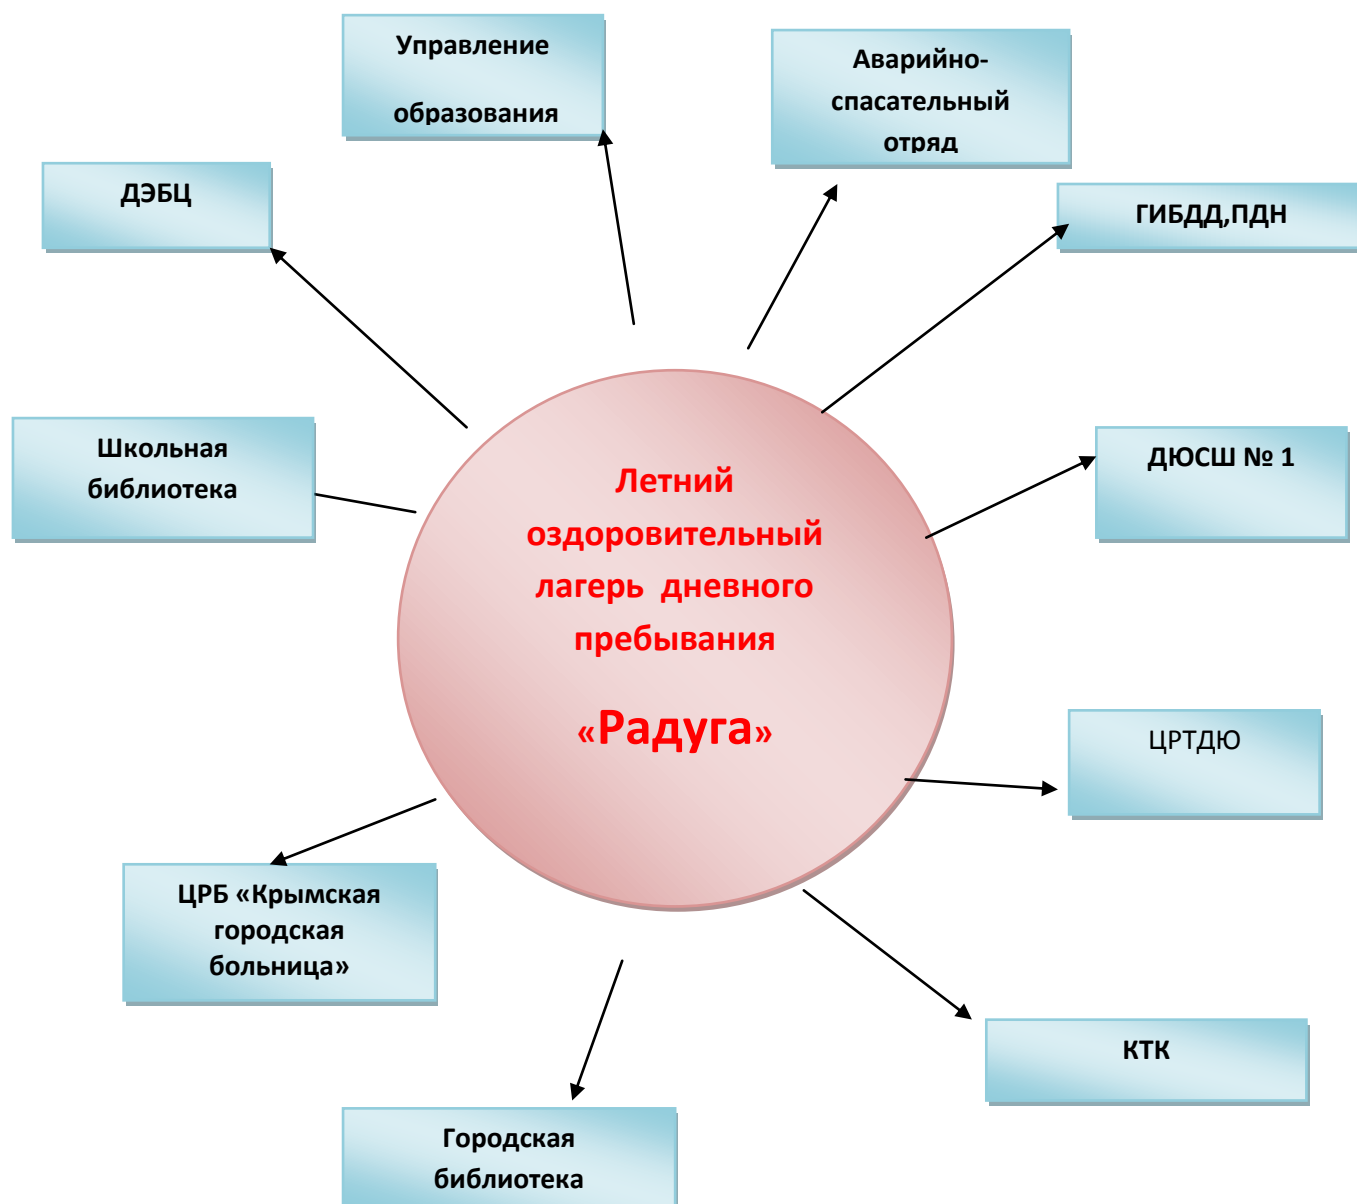 Управление
образования
Аварийно-
спасательный
отряд
ДЭБЦ
ГИБДД,ПДН
Школьная
библиотека
ДЮСШ № 1
Летний
оздоровительный
лагерь дневного
пребывания
«Радуга»
ЦРТДЮ
ЦРБ «Крымская
городская
больница»
КТК
Городская
библиотека